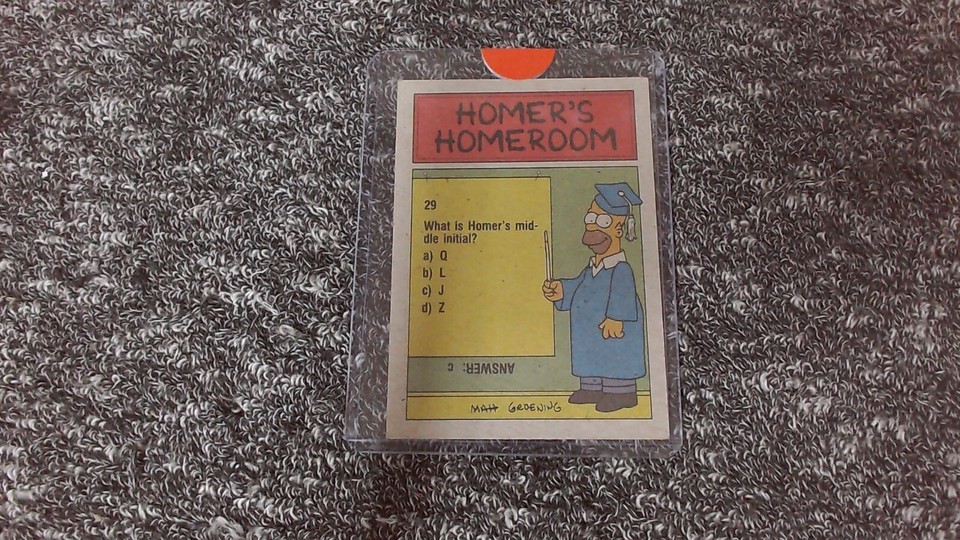 HOMER'S
HOMEROOM
29
What is Homer's mid-
dle initial?
a) Q
b) L
c) J
d) Z
ANSWER: c
MATT GROENING